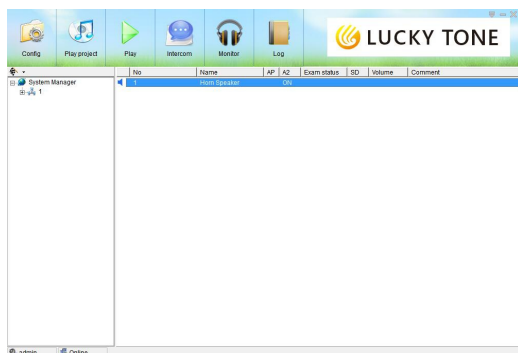 LUCKY TONE
Config Play project Play Intercom Monitor Log
No Name AP A2 Exam status SD Volume Comment
System Manager
1 Horn Speaker ON
1
admin Online